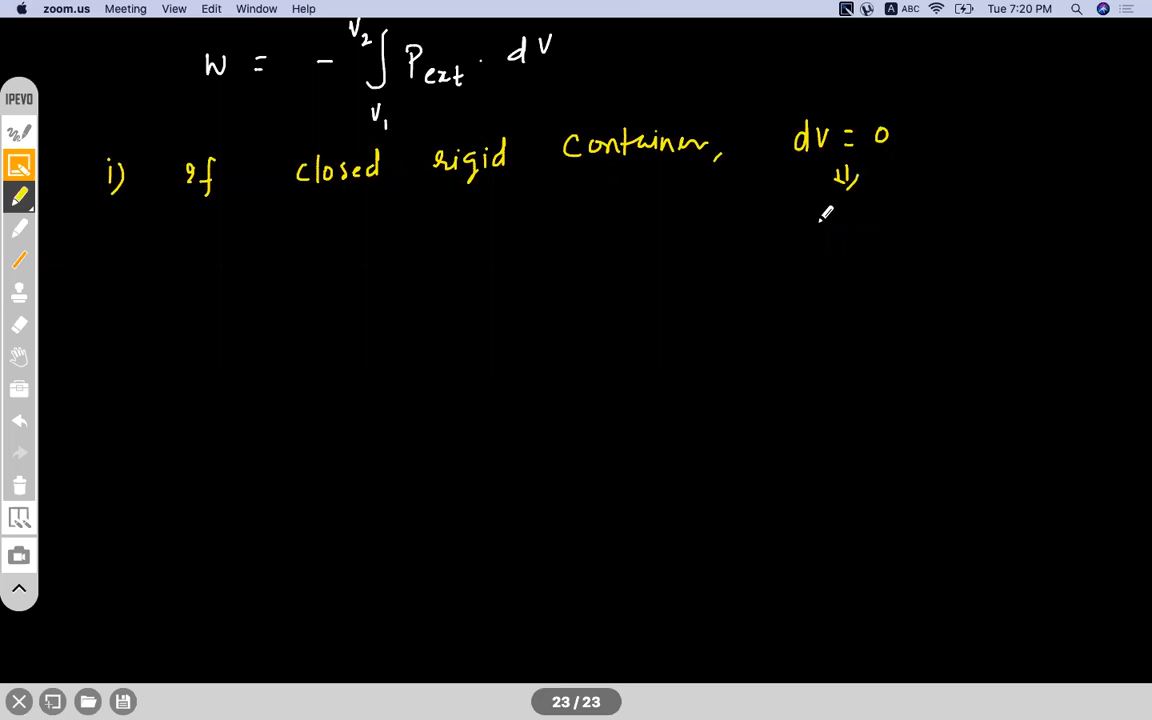 zoom.us Meeting View Edit Window Help A ABC Tue 7:20 PM
W = - ∫ V₁ V₂ Pext . dV
IPEVO
i) If closed rigid container, dv = 0
⇓
23 / 23